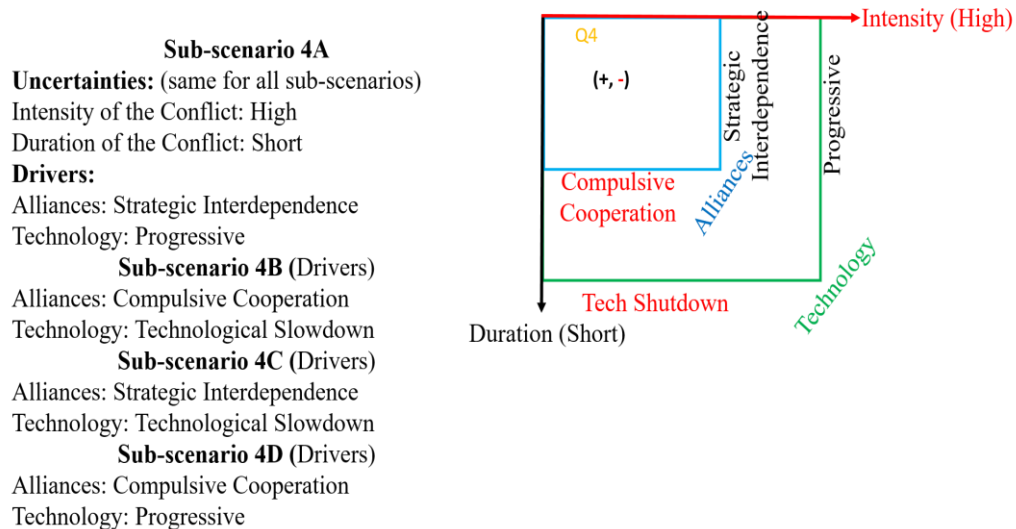 Sub-scenario 4A
Uncertainties: (same for all sub-scenarios)
Intensity of the Conflict: High
Duration of the Conflict: Short
Drivers:
Alliances: Strategic Interdependence
Technology: Progressive
Sub-scenario 4B (Drivers)
Alliances: Compulsive Cooperation
Technology: Technological Slowdown
Sub-scenario 4C (Drivers)
Alliances: Strategic Interdependence
Technology: Technological Slowdown
Sub-scenario 4D (Drivers)
Alliances: Compulsive Cooperation
Technology: Progressive
Intensity (High)
Q4
(+, -)
Strategic
Interdependence
Progressive
Compulsive
Cooperation
Alliances
Tech Shutdown
Technology
Duration (Short)